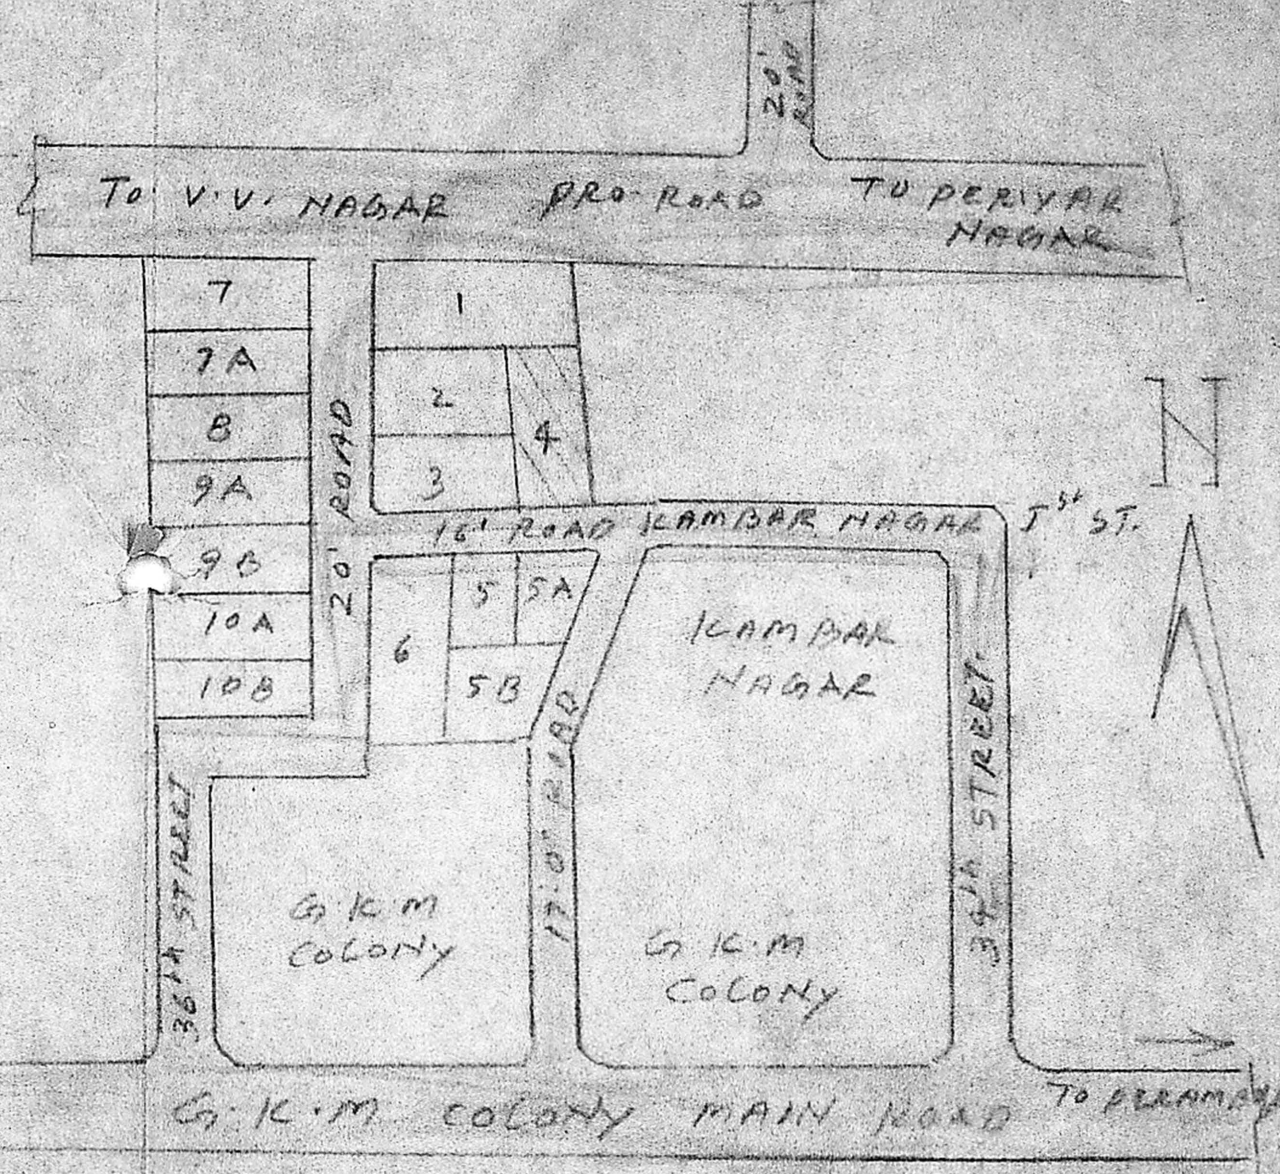 20' ROAD
TO V.V. NAGAR PRO-ROAD TO PERIYAR
NAGAR
7
1
7A
2
8
4
9A
3
20' ROAD
16' ROAD KAMBAR NAGAR Ist ST.
9B
5
5A
10A
6
10B
5B
KAMBAR
NAGAR
N
17'.0" ROAD
34th STREET.
36th STREET
G.K.M
COLONY
G K.M
COLONY
G.K.M COLONY MAIN ROAD
TO